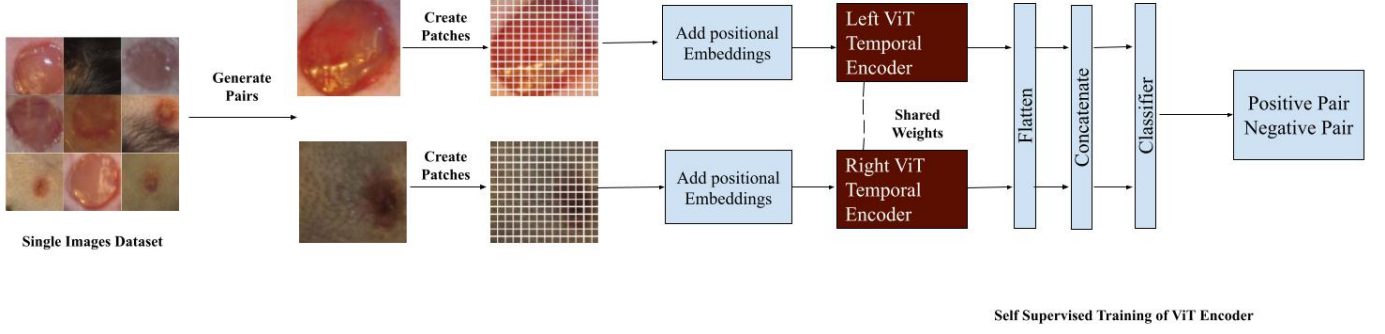 Create
Patches
Generate
Pairs
Add positional
Embeddings
Left ViT
Temporal
Encoder
Shared
Weights
Create
Patches
Add positional
Embeddings
Right ViT
Temporal
Encoder
Flatten
Concatenate
Classifier
Positive Pair
Negative Pair
Single Images Dataset
Self Supervised Training of ViT Encoder